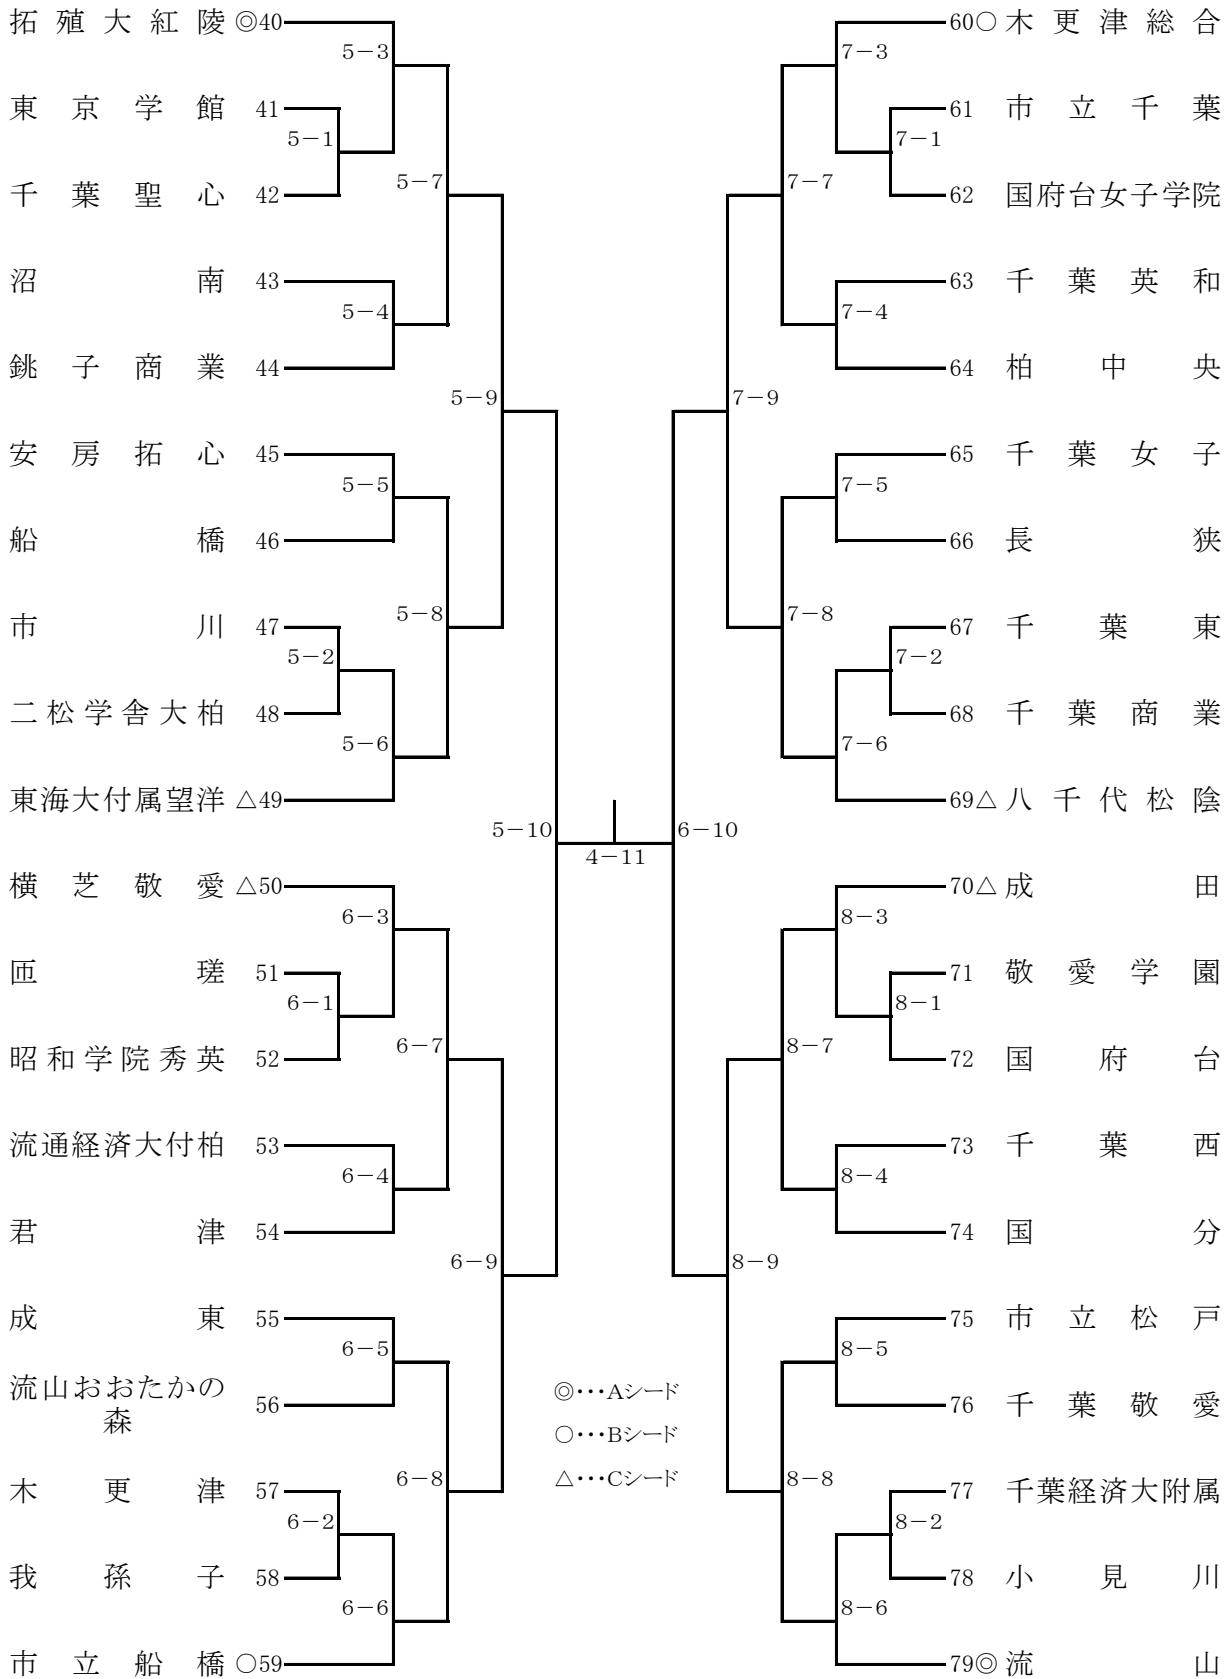 拓殖大紅陵 ◎40
5－3
東京学館 41
5－1
千葉聖心 42
5－7
沼南 43
5－4
銚子商業 44
5－9
安房拓心 45
5－5
船橋 46
5－8
市川 47
5－2
二松学舎大柏 48
5－6
東海大付属望洋 △49
5－10
横芝敬愛 △50
6－3
匝瑳 51
6－1
昭和学院秀英 52
6－7
流通経済大付柏 53
6－4
君津 54
6－9
成東 55
6－5
流山おおたかの
森
56
6－8
木更津 57
6－2
我孫子 58
6－6
市立船橋 ○59
4－11
60○ 木更津総合
7－3
61 市立千葉
7－1
62 国府台女子学院
7－7
63 千葉英和
7－4
64 柏中央
7－9
65 千葉女子
7－5
66 長狭
7－8
67 千葉東
7－2
68 千葉商業
7－6
69△ 八千代松陰
6－10
70△ 成田
8－3
71 敬愛学園
8－1
72 国府台
8－7
73 千葉西
8－4
74 国分
8－9
75 市立松戸
8－5
76 千葉敬愛
8－8
77 千葉経済大附属
8－2
78 小見川
8－6
79◎ 流山
◎･･･Aシード
○･･･Bシード
△･･･Cシード